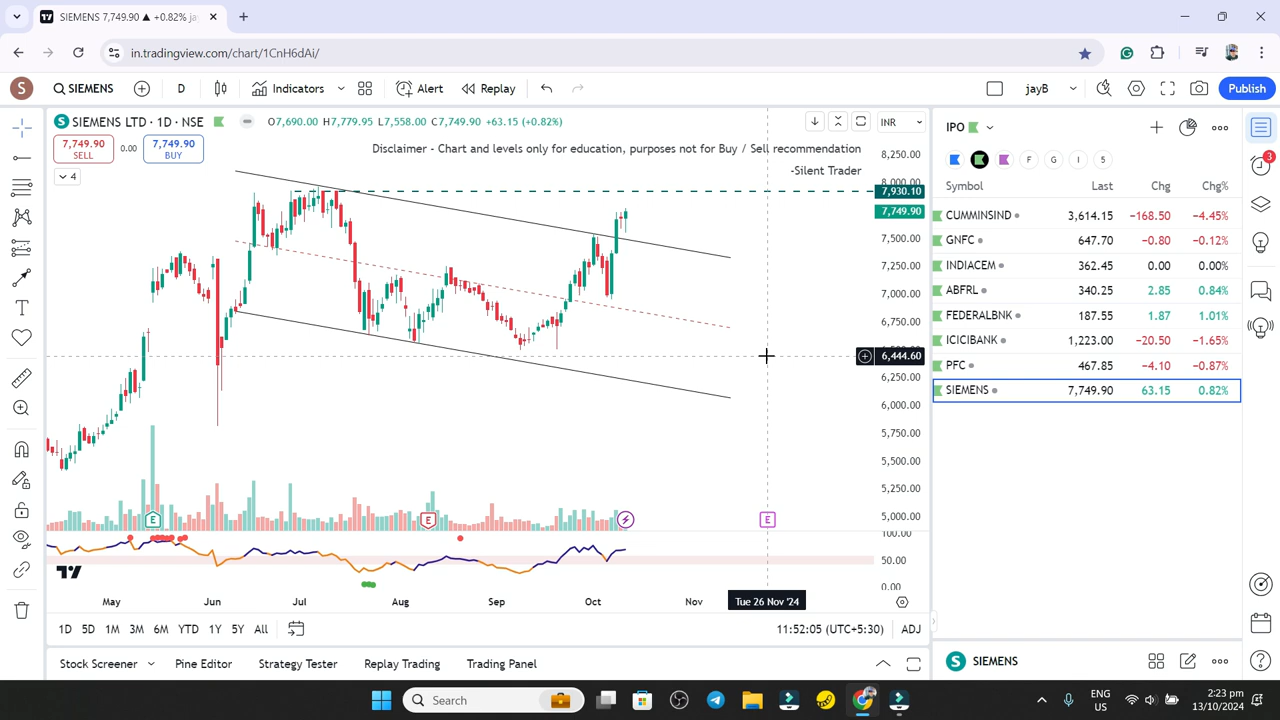 SIEMENS 7,749.90 ▲ +0.82% ja
in.tradingview.com/chart/1CnH6dAi/
S SIEMENS D Indicators Alert Replay jayB Publish
SIEMENS LTD · 1D · NSE O7,690.00 H7,779.95 L7,558.00 C7,749.90 +63.15 (+0.82%) INR
7,749.90 SELL 0.00 7,749.90 BUY
4
Disclaimer - Chart and levels only for education, purposes not for Buy / Sell recommendation
-Silent Trader
8,250.00
7,930.10
7,749.90
7,500.00
7,250.00
7,000.00
6,750.00
6,444.60
6,250.00
6,000.00
5,750.00
5,500.00
5,250.00
5,000.00
100.00
50.00
0.00
E E E
May Jun Jul Aug Sep Oct Nov Tue 26 Nov '24
1D 5D 1M 3M 6M YTD 1Y 5Y All 11:52:05 (UTC+5:30) ADJ
Stock Screener Pine Editor Strategy Tester Replay Trading Trading Panel
IPO
F G I 5
3
Symbol Last Chg Chg%
CUMMINSIND 3,614.15 −168.50 −4.45%
GNFC 647.70 −0.80 −0.12%
INDIACEM 362.45 0.00 0.00%
ABFRL 340.25 2.85 0.84%
FEDERALBNK 187.55 1.87 1.01%
ICICIBANK 1,223.00 −20.50 −1.65%
PFC 467.85 −4.10 −0.87%
SIEMENS 7,749.90 63.15 0.82%
SIEMENS
Search
ENG
US
2:23 pm
13/10/2024